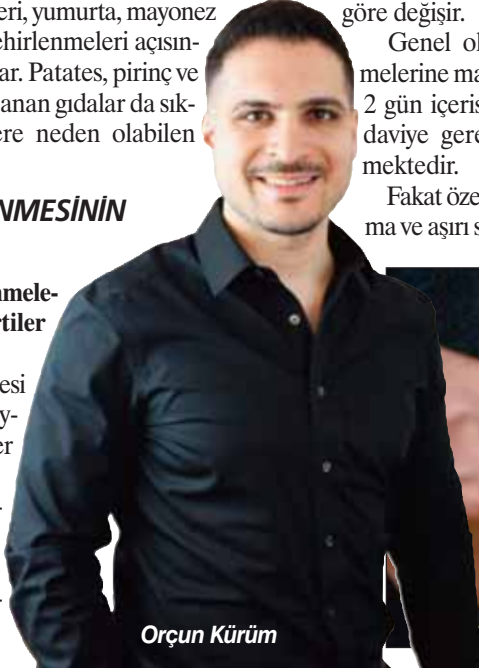 eri, yumurta, mayonez
ehirlenmeleri açısın-
ar. Patates, pirinç ve
anan gıdalar da sık-
ere neden olabilen
NMESİNİN
mele-
rtiler
esi
y-
er
göre değişir.
Genel ol
melerine ma
2 gün içeris
daviye gere
mektedir.
Fakat öze
ma ve aşırı s
Orçun Kürüm